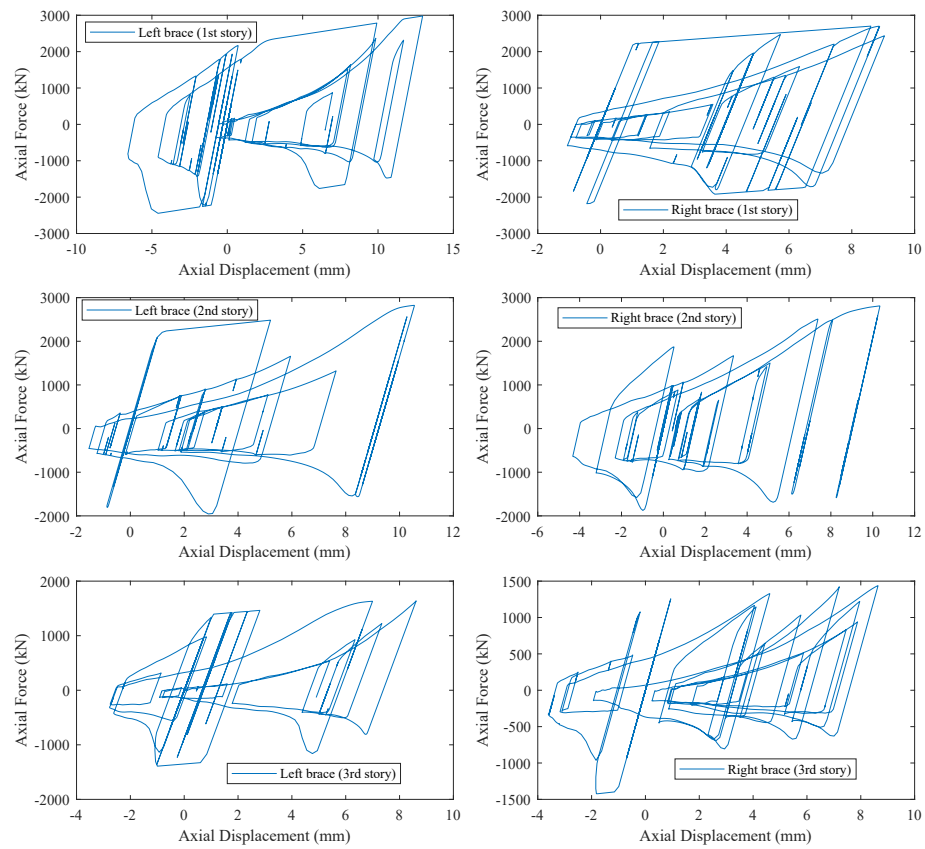 3000
2000
1000
0
-1000
-2000
-3000
Axial Force (kN)
Left brace (1st story)
-10 -5 0 5 10 15
Axial Displacement (mm)
3000
2000
1000
0
-1000
-2000
-3000
Axial Force (kN)
Right brace (1st story)
-2 0 2 4 6 8 10
Axial Displacement (mm)
3000
2000
1000
0
-1000
-2000
Axial Force (kN)
Left brace (2nd story)
-2 0 2 4 6 8 10 12
Axial Displacement (mm)
3000
2000
1000
0
-1000
-2000
Axial Force (kN)
Right brace (2nd story)
-6 -4 -2 0 2 4 6 8 10 12
Axial Displacement (mm)
2000
1000
0
-1000
-2000
Axial Force (kN)
Left brace (3rd story)
-4 -2 0 2 4 6 8 10
Axial Displacement (mm)
1500
1000
500
0
-500
-1000
-1500
Axial Force (kN)
Right brace (3rd story)
-4 -2 0 2 4 6 8 10
Axial Displacement (mm)